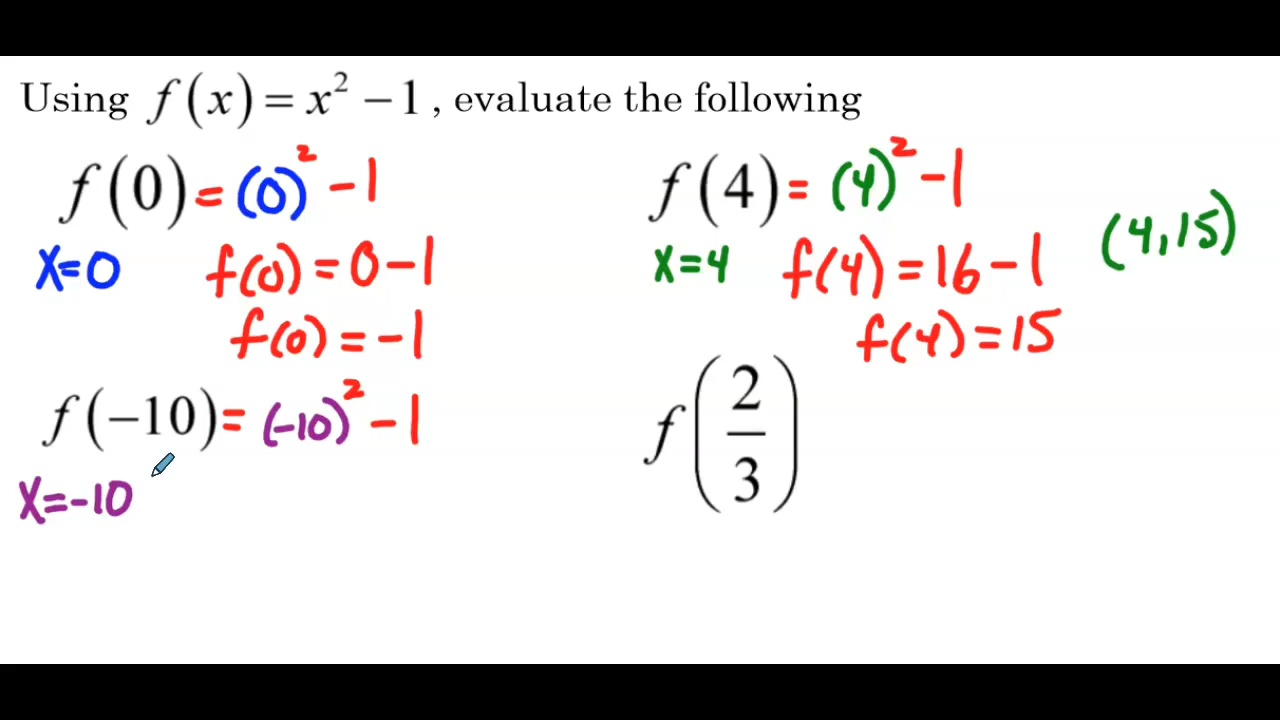 Using f(x) = x² − 1, evaluate the following
f(0) = (0)² − 1
x=0
f(0) = 0 − 1
f(0) = −1
f(4) = (4)² − 1
x=4
f(4) = 16 − 1
f(4) = 15
(4,15)
f(−10) = (−10)² − 1
x=−10
f(2/3)